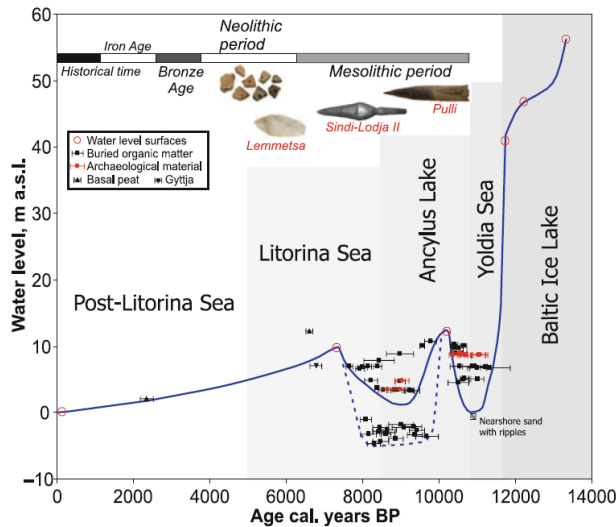 Neolithic
period
Iron Age
Historical time
Bronze
Age
Mesolithic period
Pulli
Sindi-Lodja II
Lemmetsa
Water level surfaces
Buried organic matter
Archaeological material
Basal peat
Gyttja
Post-Litorina Sea
Litorina Sea
Ancylus Lake
Yoldia Sea
Baltic Ice Lake
Nearshore sand
with ripples
Water level, m a.s.l.
60
50
40
30
20
10
0
−10
0
2000
4000
6000
8000
10000
12000
14000
Age cal. years BP